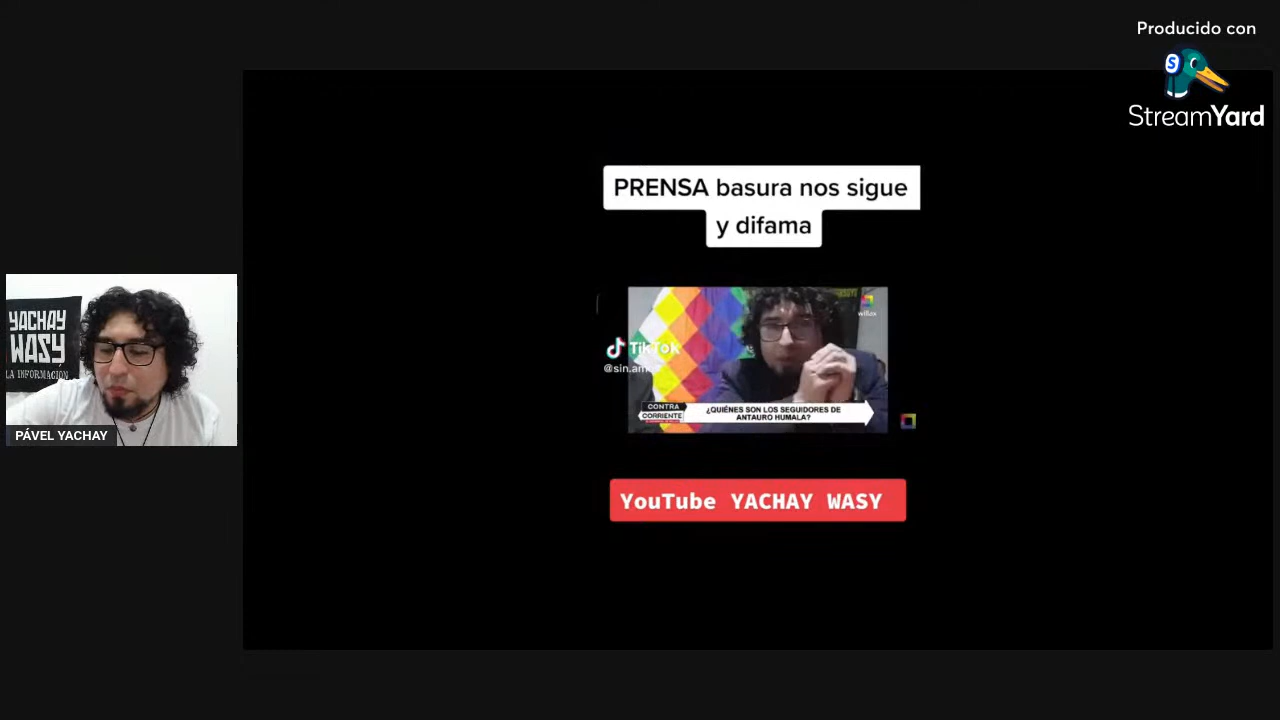 Producido con
StreamYard
PRENSA basura nos sigue
y difama
TikTok
willax
CONTRA
CORRIENTE
¿QUIÉNES SON LOS SEGUIDORES DE
ANTAURO HUMALA?
YouTube YACHAY WASY
YACHAY
WASY
LA INFORMACIÓN
PÁVEL YACHAY